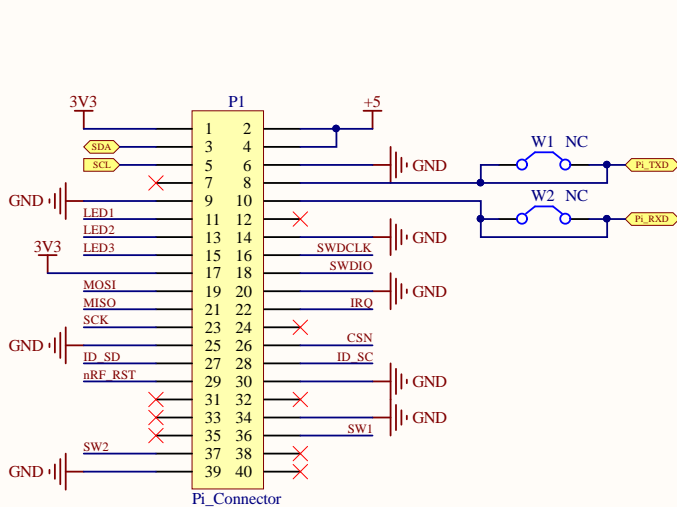 P1
3V3
+5
1 2
SDA 3 4
SCL 5 6 GND
W1 NC
Pi_TXD
7 8
GND 9 10
W2 NC
Pi_RXD
LED1 11 12
LED2 13 14 GND
LED3 15 16 SWDCLK
3V3 17 18 SWDIO
MOSI 19 20 GND
MISO 21 22 IRQ
SCK 23 24
GND 25 26 CSN
ID_SD 27 28 ID_SC
nRF_RST 29 30 GND
31 32
33 34 GND
35 36 SW1
SW2 37 38
GND 39 40
Pi_Connector